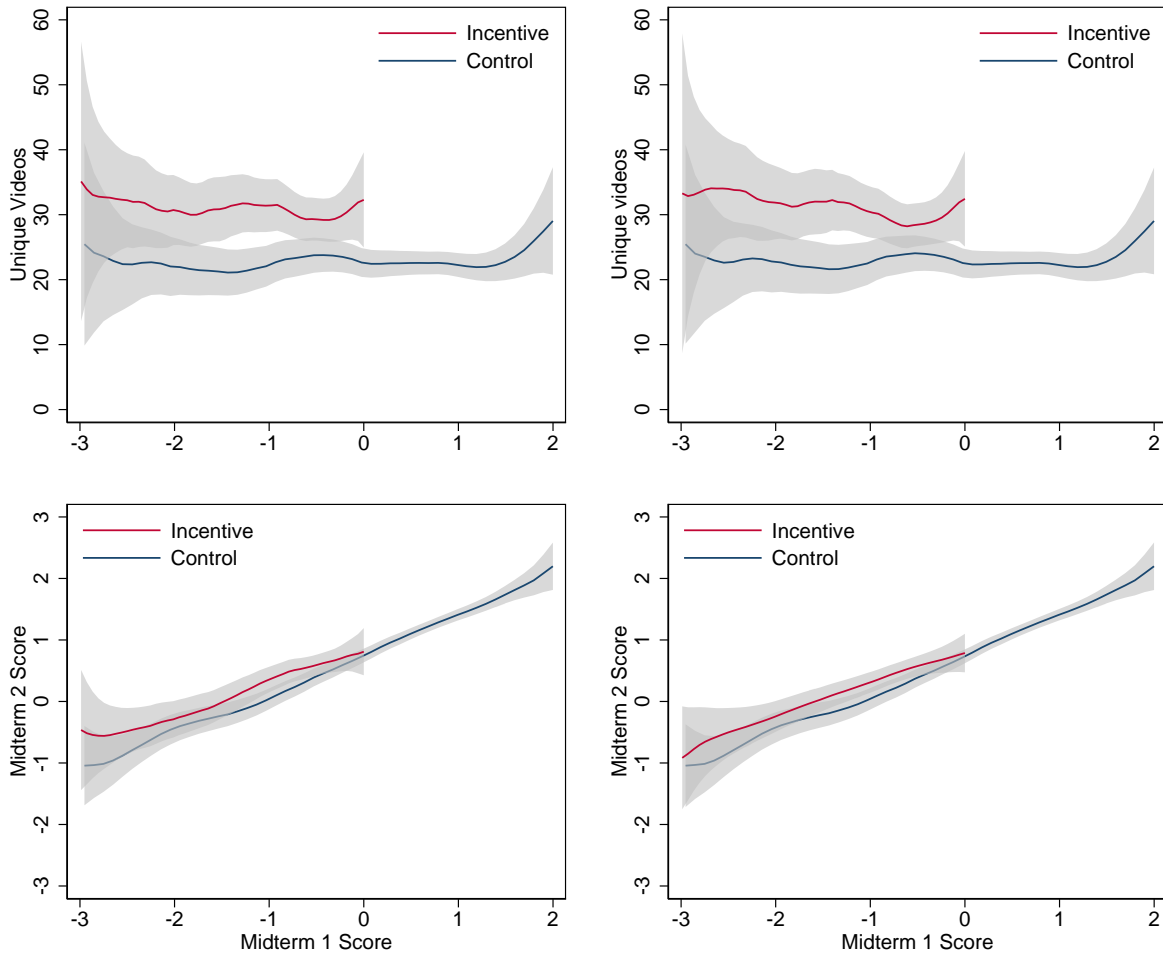 60
50
40
30
20
10
0
Unique Videos
Incentive
Control
-3 -2 -1 0 1 2
60
50
40
30
20
10
0
Unique videos
Incentive
Control
-3 -2 -1 0 1 2
3
2
1
0
-1
-2
-3
Midterm 2 Score
Incentive
Control
-3 -2 -1 0 1 2
Midterm 1 Score
3
2
1
0
-1
-2
-3
Midterm 2 Score
Incentive
Control
-3 -2 -1 0 1 2
Midterm 1 Score